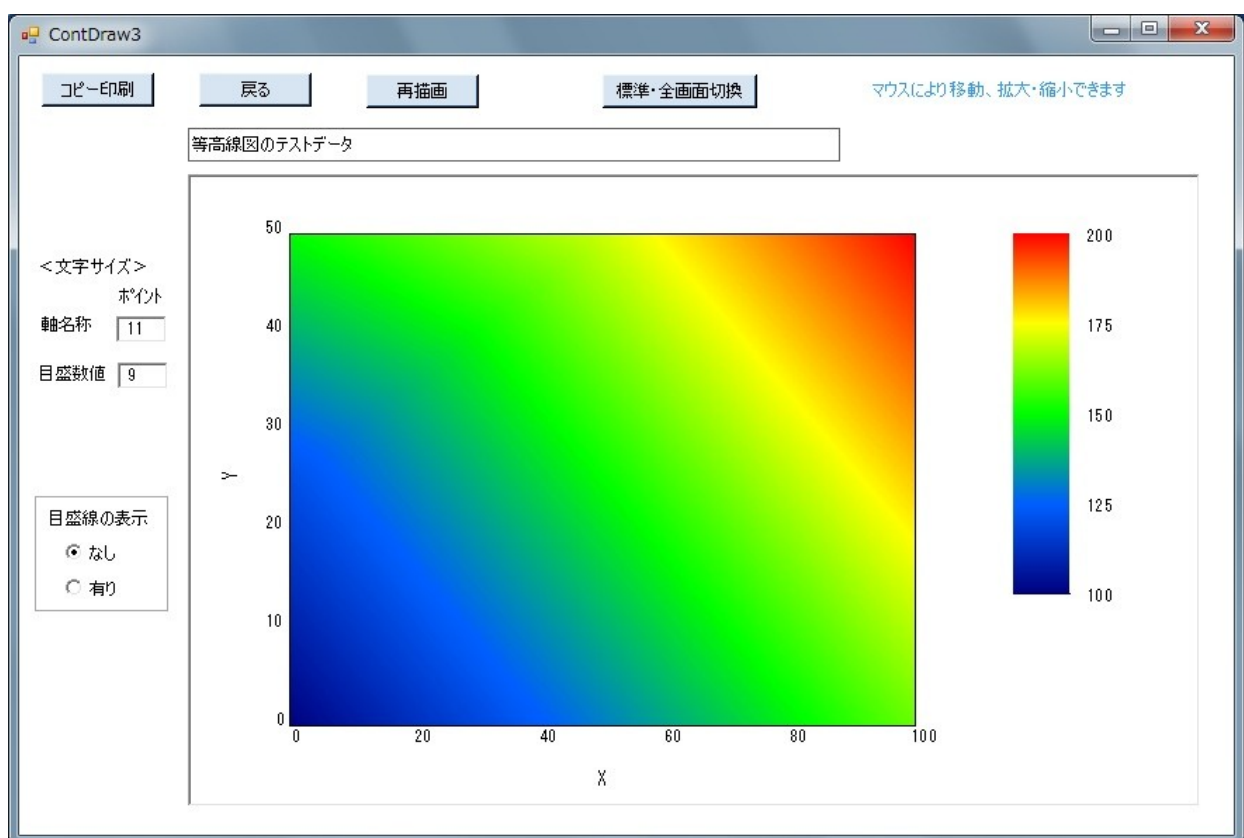 ContDraw3
コピー印刷
戻る
再描画
標準・全画面切換
マウスにより移動、拡大・縮小できます
等高線図のテストデータ
<文字サイズ>
ポイント
軸名称 11
目盛数値 9
目盛線の表示
なし
有り
50
40
30
20
10
0
Y
0 20 40 60 80 100
X
200
175
150
125
100